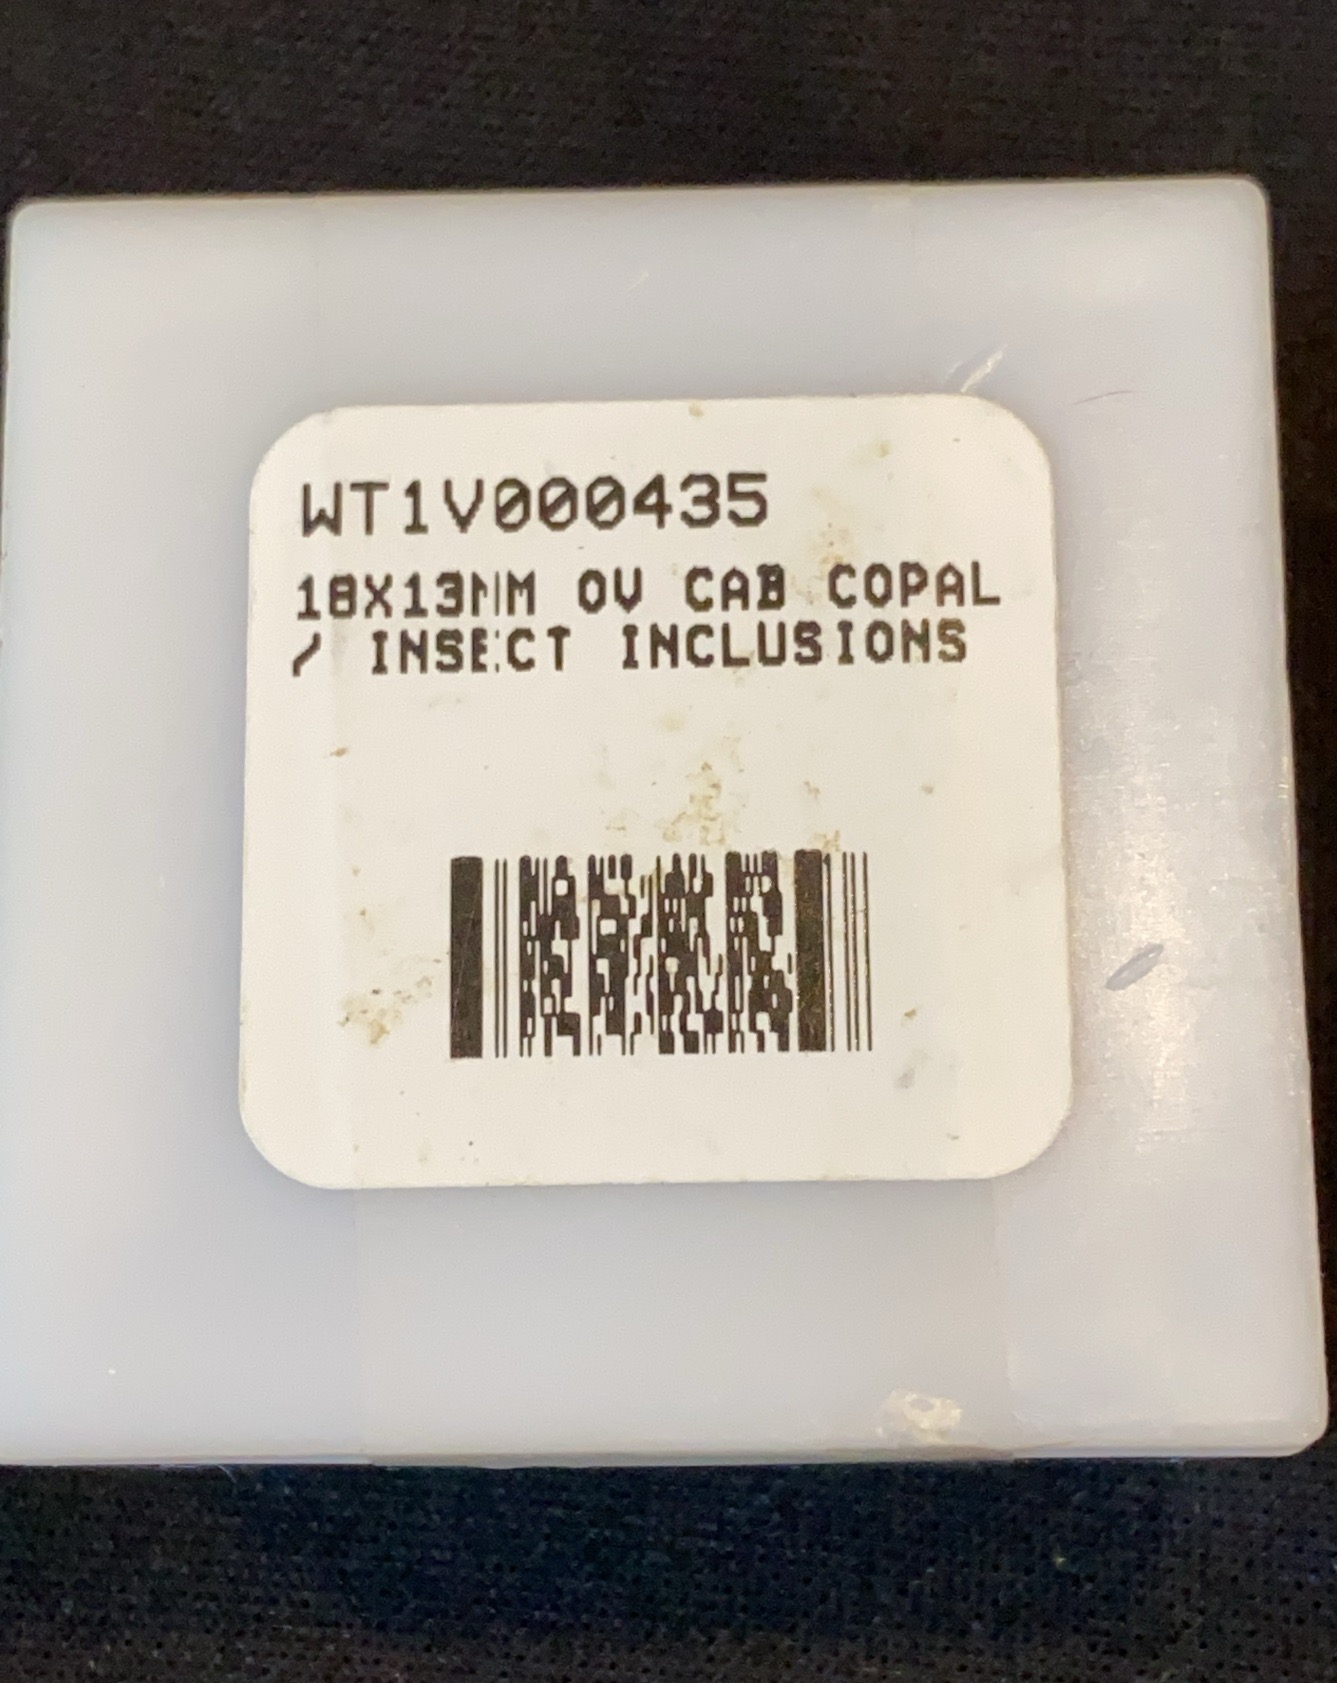 WT1V000435
18X13MM OV CAB COPAL
/ INSECT INCLUSIONS